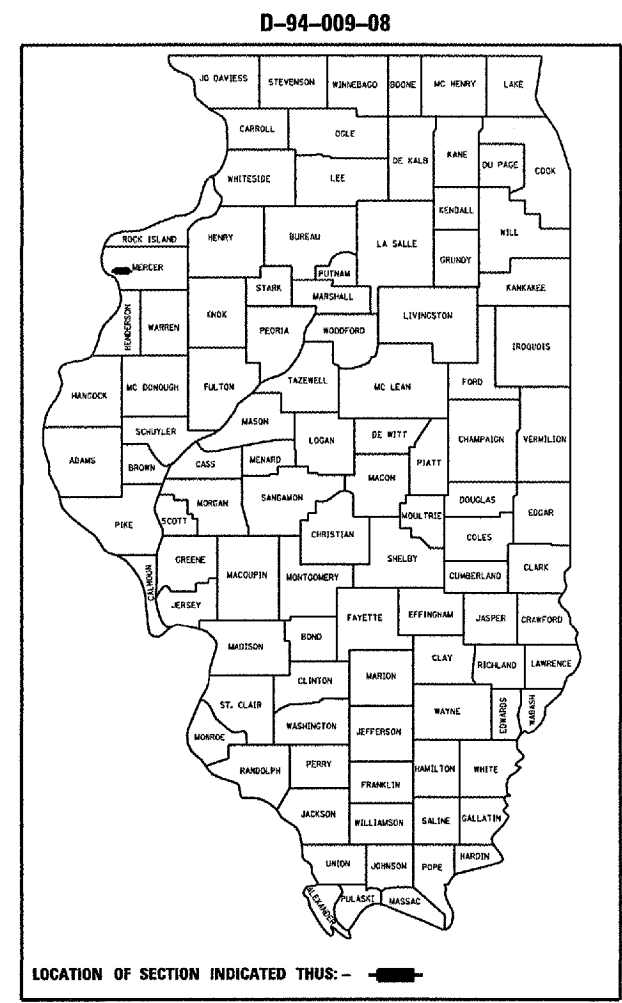 D-94-009-08
JO DAVIESS STEVENSON WINNEBAGO BOONE MC HENRY LAKE
CARROLL OGLE
DE KALB KANE DU PAGE COOK
WHITESIDE LEE
KENDALL
ROCK ISLAND HENRY BUREAU LA SALLE WILL
GRUNDY
MERCER PUTNAM
STARK MARSHALL KANKAKEE
HENDERSON WARREN KNOX PEORIA WOODFORD LIVINGSTON IROQUOIS
HANCOCK MC DONOUGH FULTON TAZEWELL MC LEAN FORD
MASON
SCHUYLER LOGAN DE WITT CHAMPAIGN VERMILION
ADAMS BROWN CASS MENARD PIATT
MACON
MORGAN SANGAMON DOUGLAS EDGAR
PIKE SCOTT CHRISTIAN MOULTRIE COLES
GREENE SHELBY CLARK
CALHOUN MACOUPIN MONTGOMERY CUMBERLAND
JERSEY FAYETTE EFFINGHAM JASPER CRAWFORD
MADISON BOND
CLAY RICHLAND LAWRENCE
CLINTON MARION
ST. CLAIR WAYNE EDWARDS WABASH
WASHINGTON JEFFERSON
MONROE
RANDOLPH PERRY HAMILTON WHITE
FRANKLIN
JACKSON WILLIAMSON SALINE GALLATIN
UNION JOHNSON POPE HARDIN
ALEXANDER PULASKI MASSAC
LOCATION OF SECTION INDICATED THUS: -